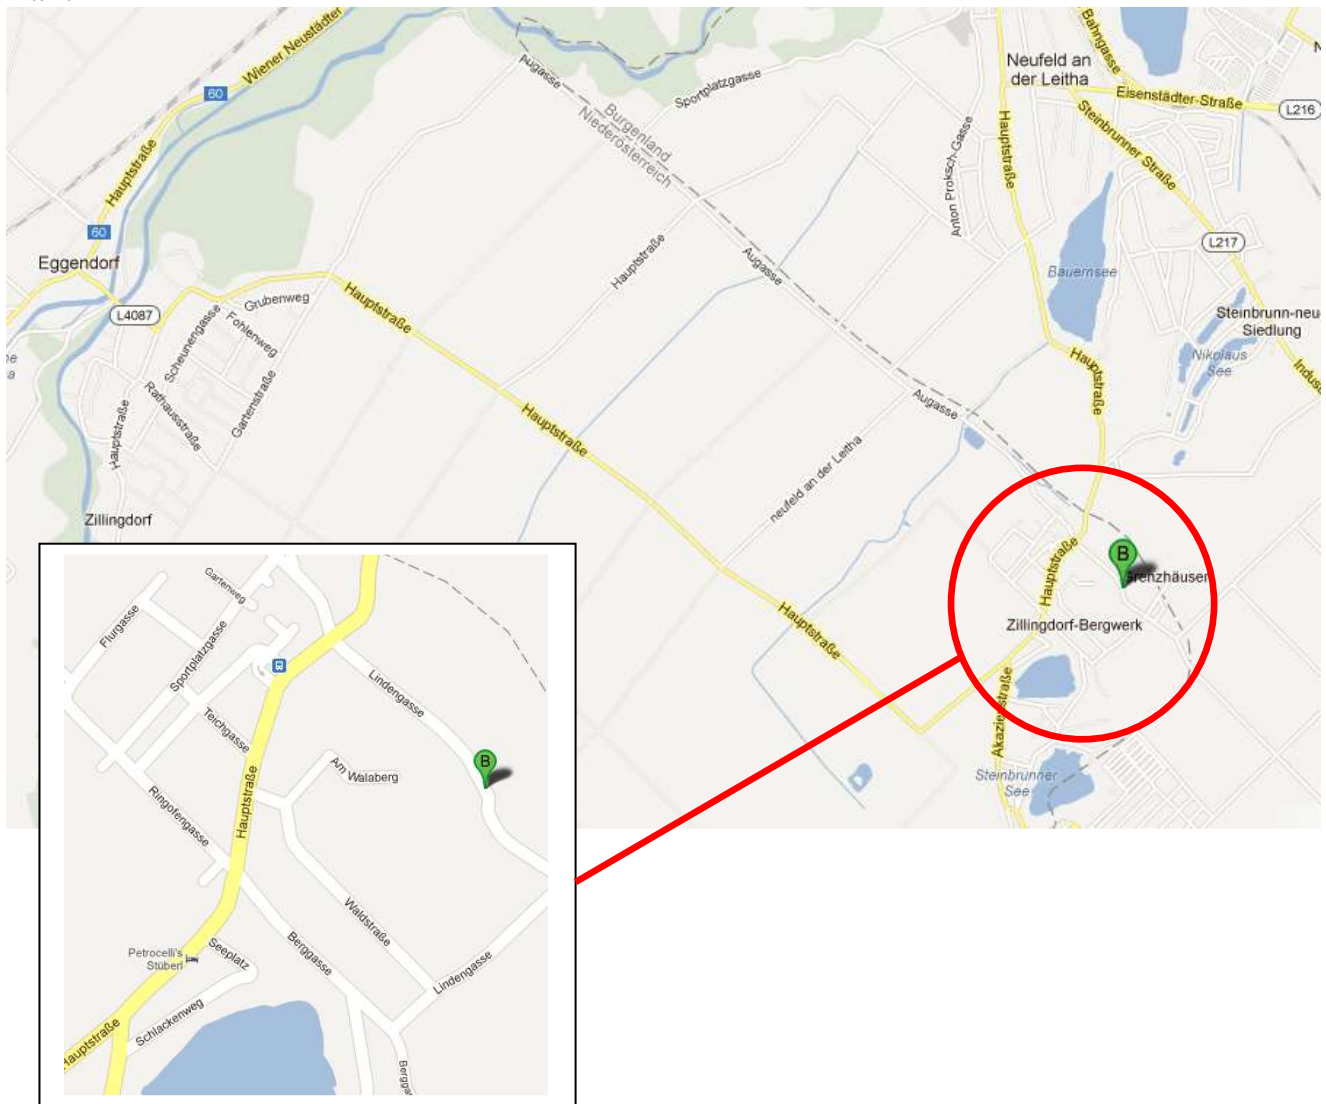 Wiener Neustädter
60
Hauptstraße
60
Eggendorf
L4087
Grubenweg
Fohlenweg
Scheunengasse
Rathausstraße
Gartenstraße
Hauptstraße
Zillingdorf
Augasse
Sportplatzgasse
Burgenland
Niederösterreich
Hauptstraße
Hauptstraße
Augasse
Anton Proksch-Gasse
Hauptstraße
Neufeld an
der Leitha
Bahngasse
Eisenstädter-Straße
L216
Steinbrunner Straße
L217
Bauernsee
Steinbrunn-neue
Siedlung
Nikolaus
See
Hauptstraße
Augasse
Hauptstraße
neufeld an der Leitha
Hauptstraße
Hauptstraße
B
Grenzhäuser
Zillingdorf-Bergwerk
Akazienstraße
Steinbrunner
See
Gartenweg
Flurgasse
Sportplatzgasse
Lindengasse
Teichgasse
Am Walaberg
B
Hauptstraße
Ringofengasse
Waldstraße
Berggasse
Lindengasse
Petrocelli's
Stüberl
Seeplatz
Schlackenweg
Hauptstraße